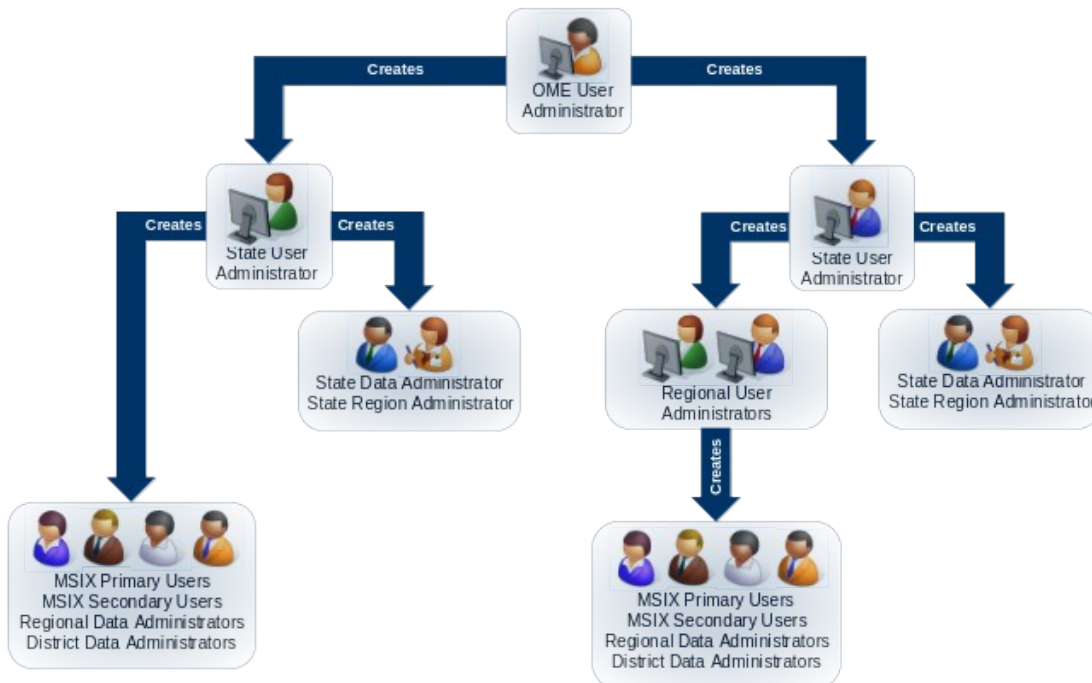 Creates
Creates
OME User
Administrator
Creates
Creates
State User
Administrator
Creates
Creates
State User
Administrator
State Data Administrator
State Region Administrator
Regional User
Administrators
State Data Administrator
State Region Administrator
Creates
MSIX Primary Users
MSIX Secondary Users
Regional Data Administrators
District Data Administrators
MSIX Primary Users
MSIX Secondary Users
Regional Data Administrators
District Data Administrators